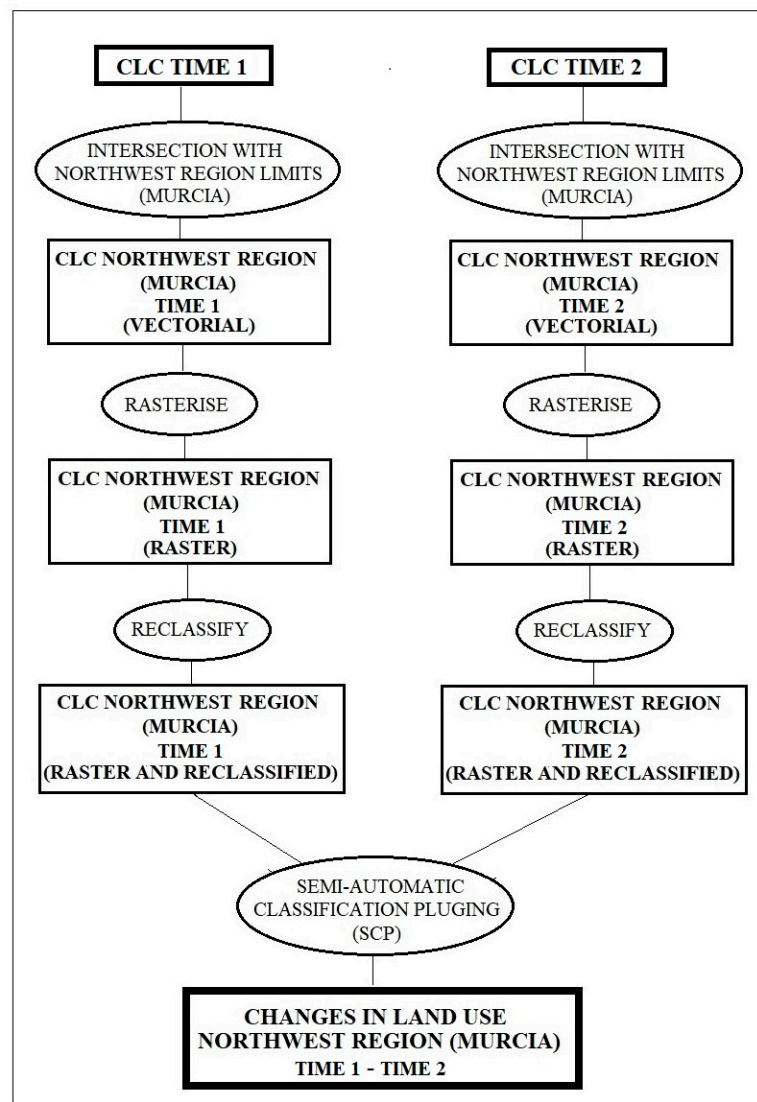 CLC TIME 1
INTERSECTION WITH
NORTHWEST REGION LIMITS
(MURCIA)
CLC NORTHWEST REGION
(MURCIA)
TIME 1
(VECTORIAL)
RASTERISE
CLC NORTHWEST REGION
(MURCIA)
TIME 1
(RASTER)
RECLASSIFY
CLC NORTHWEST REGION
(MURCIA)
TIME 1
(RASTER AND RECLASSIFIED)
CLC TIME 2
INTERSECTION WITH
NORTHWEST REGION LIMITS
(MURCIA)
CLC NORTHWEST REGION
(MURCIA)
TIME 2
(VECTORIAL)
RASTERISE
CLC NORTHWEST REGION
(MURCIA)
TIME 2
(RASTER)
RECLASSIFY
CLC NORTHWEST REGION
(MURCIA)
TIME 2
(RASTER AND RECLASSIFIED)
SEMI-AUTOMATIC
CLASSIFICATION PLUGING
(SCP)
CHANGES IN LAND USE
NORTHWEST REGION (MURCIA)
TIME 1 - TIME 2